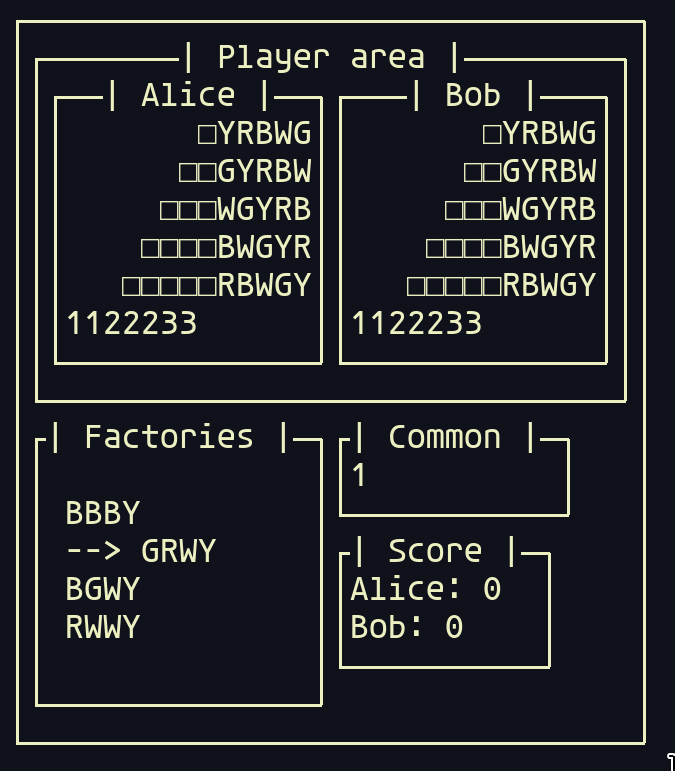 Player area
Alice
□YRBWG
□□GYRBW
□□□WGYRB
□□□□BWGYR
□□□□□RBWGY
1122233
Bob
□YRBWG
□□GYRBW
□□□WGYRB
□□□□BWGYR
□□□□□RBWGY
1122233
Factories
BBBY
--> GRWY
BGWY
RWWY
Common
1
Score
Alice: 0
Bob: 0